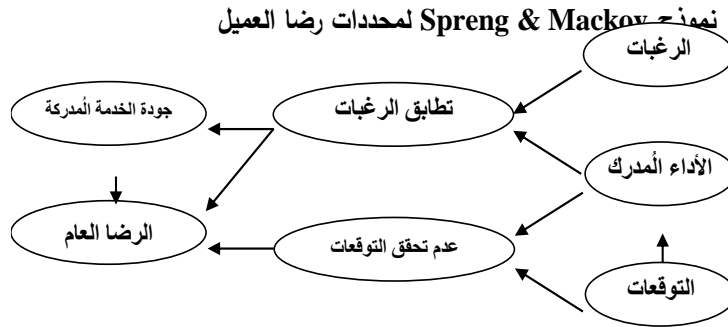 نموذج Spreng & Mackoy لمحددات رضا العميل
الرغبات
تطابق الرغبات
جودة الخدمة المُدركة
الأداء المُدرك
الرضا العام
عدم تحقق التوقعات
التوقعات